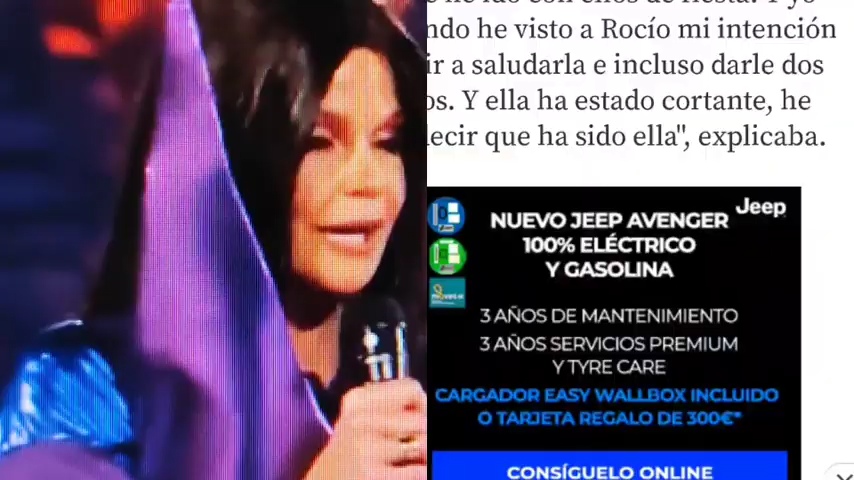 ndo he visto a Rocío mi intención
ir a saludarla e incluso darle dos
os. Y ella ha estado cortante, he
decir que ha sido ella", explicaba.
Jeep
NUEVO JEEP AVENGER
100% ELÉCTRICO
Y GASOLINA
3 AÑOS DE MANTENIMIENTO
3 AÑOS SERVICIOS PREMIUM
Y TYRE CARE
CARGADOR EASY WALLBOX INCLUIDO
O TARJETA REGALO DE 300€*
CONSÍGUELO ONLINE